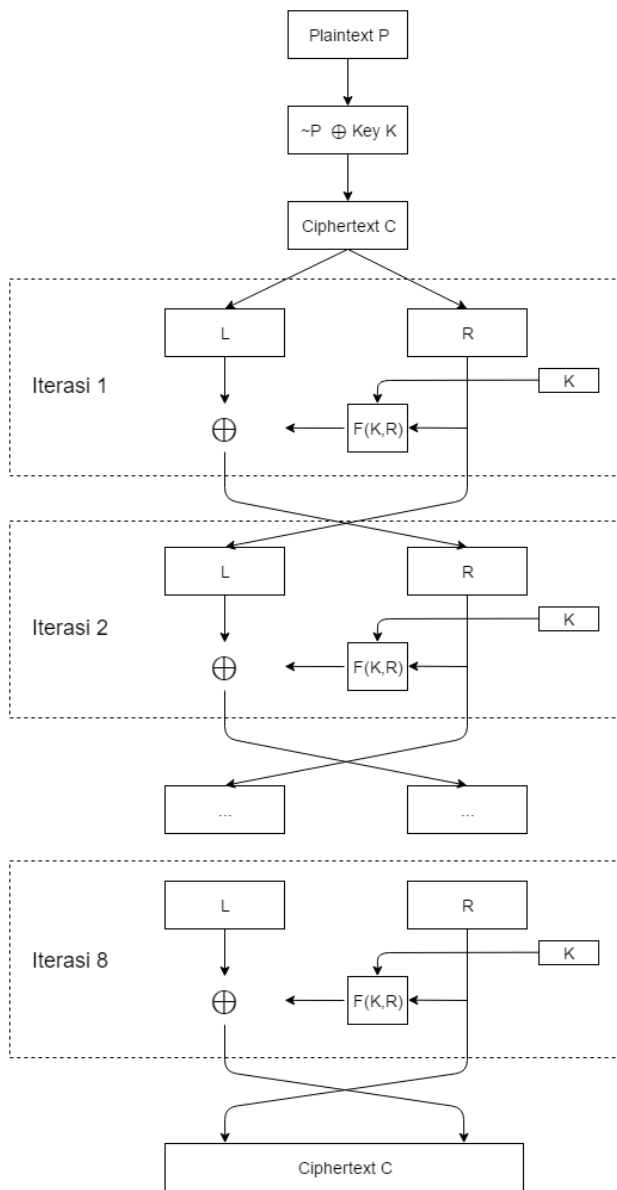 Plaintext P
~P ⊕ Key K
Ciphertext C
L
R
K
Iterasi 1
F(K,R)
L
R
K
Iterasi 2
F(K,R)
...
...
L
R
K
Iterasi 8
F(K,R)
Ciphertext C